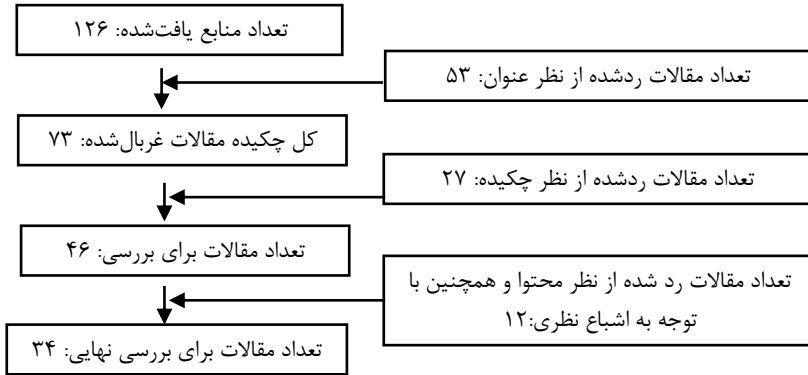 تعداد منابع یافت‌شده: ۱۲۶
تعداد مقالات ردشده از نظر عنوان: ۵۳
کل چکیده مقالات غربال‌شده: ۷۳
تعداد مقالات ردشده از نظر چکیده: ۲۷
تعداد مقالات برای بررسی: ۴۶
تعداد مقالات رد شده از نظر محتوا و همچنین با
توجه به اشباع نظری:۱۲
تعداد مقالات برای بررسی نهایی: ۳۴